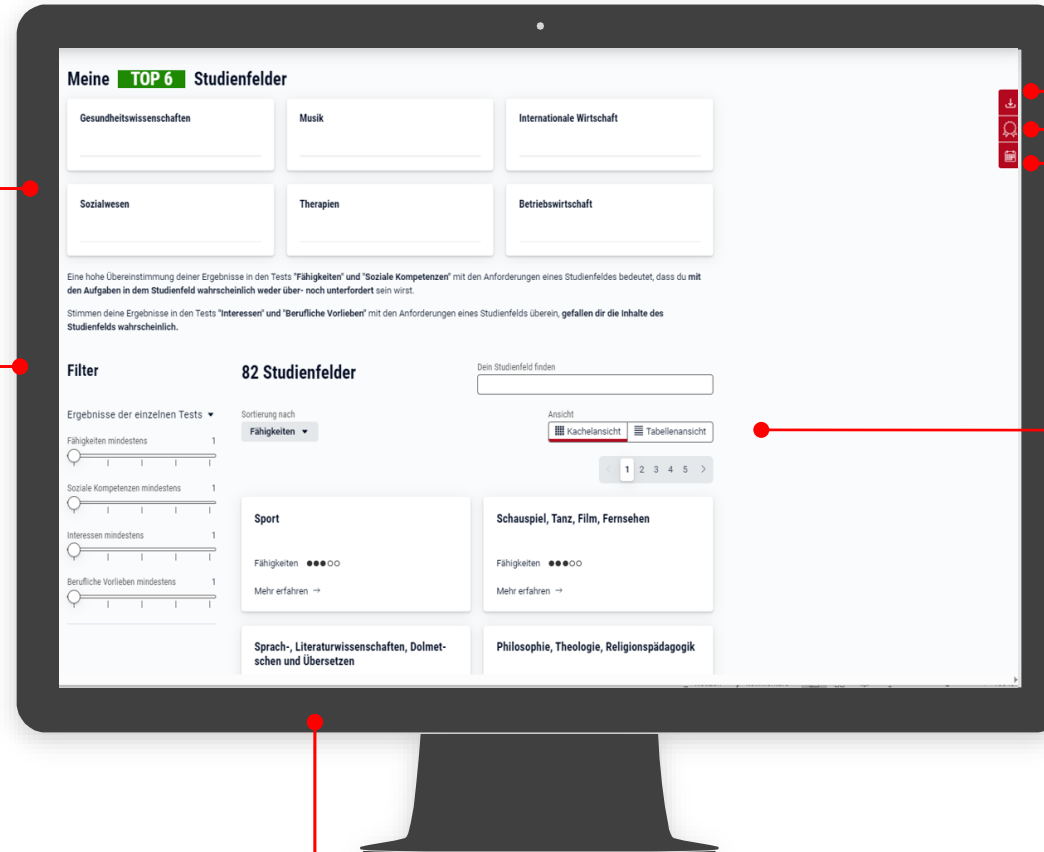 Meine TOP 6 Studienfelder
Gesundheitswissenschaften
Musik
Internationale Wirtschaft
Sozialwesen
Therapien
Betriebswirtschaft
Eine hohe Übereinstimmung deiner Ergebnisse in den Tests "Fähigkeiten" und "Soziale Kompetenzen" mit den Anforderungen eines Studienfeldes bedeutet, dass du mit
den Aufgaben in dem Studienfeld wahrscheinlich weder über- noch unterfordert sein wirst.
Stimmen deine Ergebnisse in den Tests "Interessen" und "Berufliche Vorlieben" mit den Anforderungen eines Studienfelds überein, gefallen dir die Inhalte des
Studienfelds wahrscheinlich.
Filter
Ergebnisse der einzelnen Tests
Fähigkeiten mindestens 1
Soziale Kompetenzen mindestens 1
Interessen mindestens 1
Berufliche Vorlieben mindestens 1
82 Studienfelder
Dein Studienfeld finden
Sortierung nach
Fähigkeiten
Ansicht
Kachelansicht Tabellenansicht
1 2 3 4 5
Sport
Fähigkeiten
Mehr erfahren →
Schauspiel, Tanz, Film, Fernsehen
Fähigkeiten
Mehr erfahren →
Sprach-, Literaturwissenschaften, Dolmet-
schen und Übersetzen
Philosophie, Theologie, Religionspädagogik